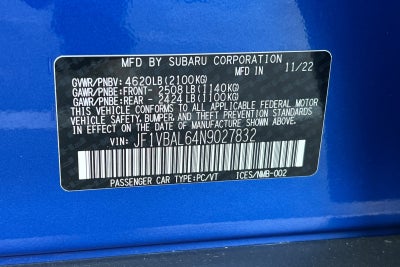 MFD BY SUBARU CORPORATION
MFD IN 11/22
GVWR/PNBV: 4620LB(2100KG)
GAWR/PNBE:FRONT- 2508LB(1140KG)
GAWR/PNBE:REAR - 2424LB(1100KG)
THIS VEHICLE CONFORMS TO ALL APPLICABLE FEDERAL MOTOR
VEHICLE SAFETY, BUMPER, AND THEFT PREVENTION STANDARDS
IN EFFECT ON THE DATE OF MANUFACTURE SHOWN ABOVE.
VIN: JF1VBAL64N9027832
PASSENGER CAR TYPE:PC/VT ICES/NMB-002